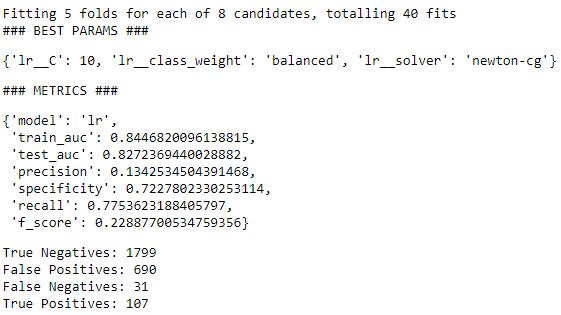 Fitting 5 folds for each of 8 candidates, totalling 40 fits
### BEST PARAMS ###
{'lr__C': 10, 'lr__class_weight': 'balanced', 'lr__solver': 'newton-cg'}
### METRICS ###
{'model': 'lr',
'train_auc': 0.8446820096138815,
'test_auc': 0.8272369440028882,
'precision': 0.1342534504391468,
'specificity': 0.7227802330253114,
'recall': 0.7753623188405797,
'f_score': 0.22887700534759356}
True Negatives: 1799
False Positives: 690
False Negatives: 31
True Positives: 107